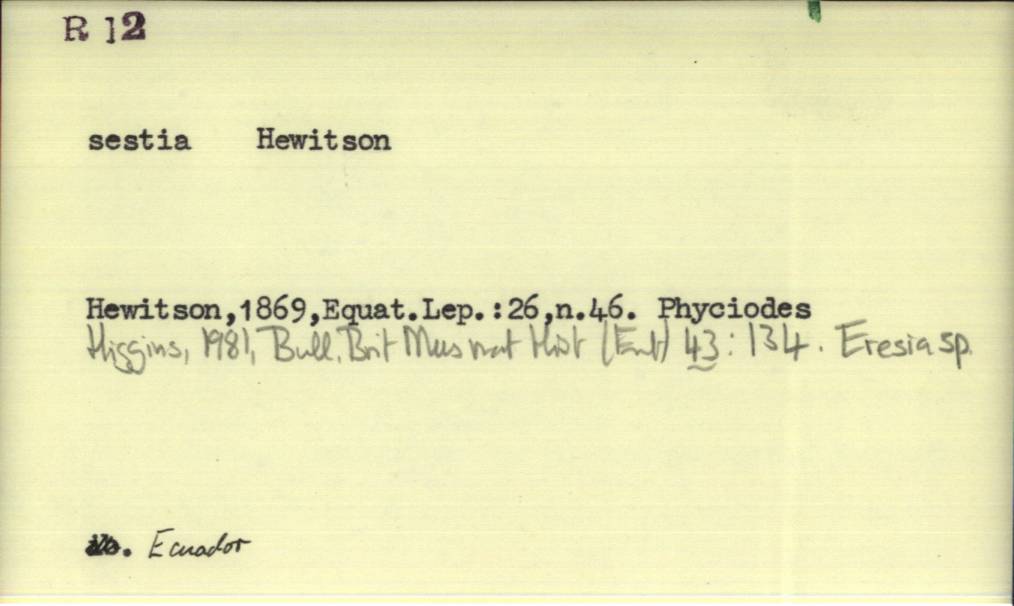 R 12
sestia Hewitson
Hewitson,1869,Equat.Lep.:26,n.46. Phyciodes
Higgins, 1981, Bull. Brit Mus nat Hist (Ent) 43: 134. Eresia sp.
Ecuador